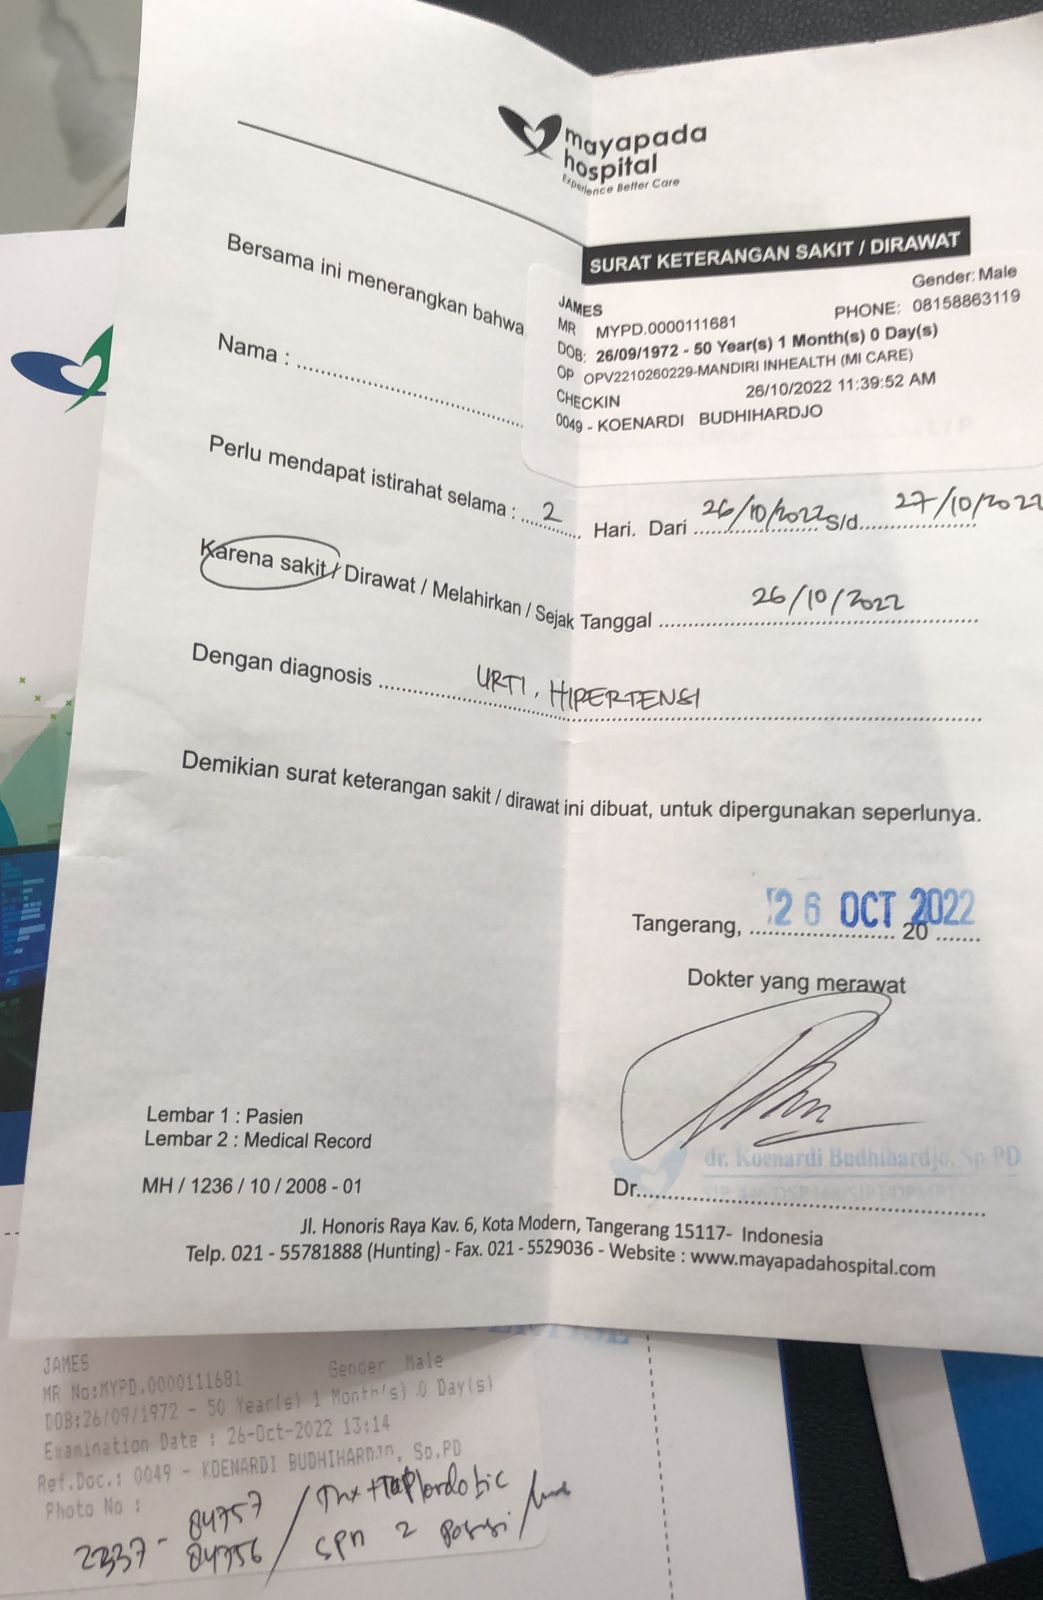 mayapada
hospital
Experience Better Care
SURAT KETERANGAN SAKIT / DIRAWAT
Bersama ini menerangkan bahwa
Nama : ........................................
JAMES Gender: Male
MR MYPD.0000111681 PHONE: 08158863119
DOB: 26/09/1972 - 50 Year(s) 1 Month(s) 0 Day(s)
OP OPV2210260229-MANDIRI INHEALTH (MI CARE)
CHECKIN 26/10/2022 11:39:52 AM
0049 - KOENARDI BUDHIHARDJO
Perlu mendapat istirahat selama : 2 Hari. Dari 26/10/2022 S/d. 27/10/2022
Karena sakit / Dirawat / Melahirkan / Sejak Tanggal 26/10/2022
Dengan diagnosis URTI, HIPERTENSI
Demikian surat keterangan sakit / dirawat ini dibuat, untuk dipergunakan seperlunya.
Tangerang, 26 OCT 2022 20
Dokter yang merawat
dr. Koenardi Budhihardjo, Sp.PD
Dr.
Lembar 1 : Pasien
Lembar 2 : Medical Record
MH / 1236 / 10 / 2008 - 01
Jl. Honoris Raya Kav. 6, Kota Modern, Tangerang 15117- Indonesia
Telp. 021 - 55781888 (Hunting) - Fax. 021 - 5529036 - Website : www.mayapadahospital.com
JAMES
MR No:MYPD.0000111681 Gender Male
DOB:26/09/1972 - 50 Year(s) 1 Month(s) 0 Day(s)
Examination Date : 26-Oct-2022 13:14
Ref.Doc.: 0049 - KOENARDI BUDHIHARDJO, Sp.PD
Photo No :
2337 - 84757
84756 / SPN 2 posisi